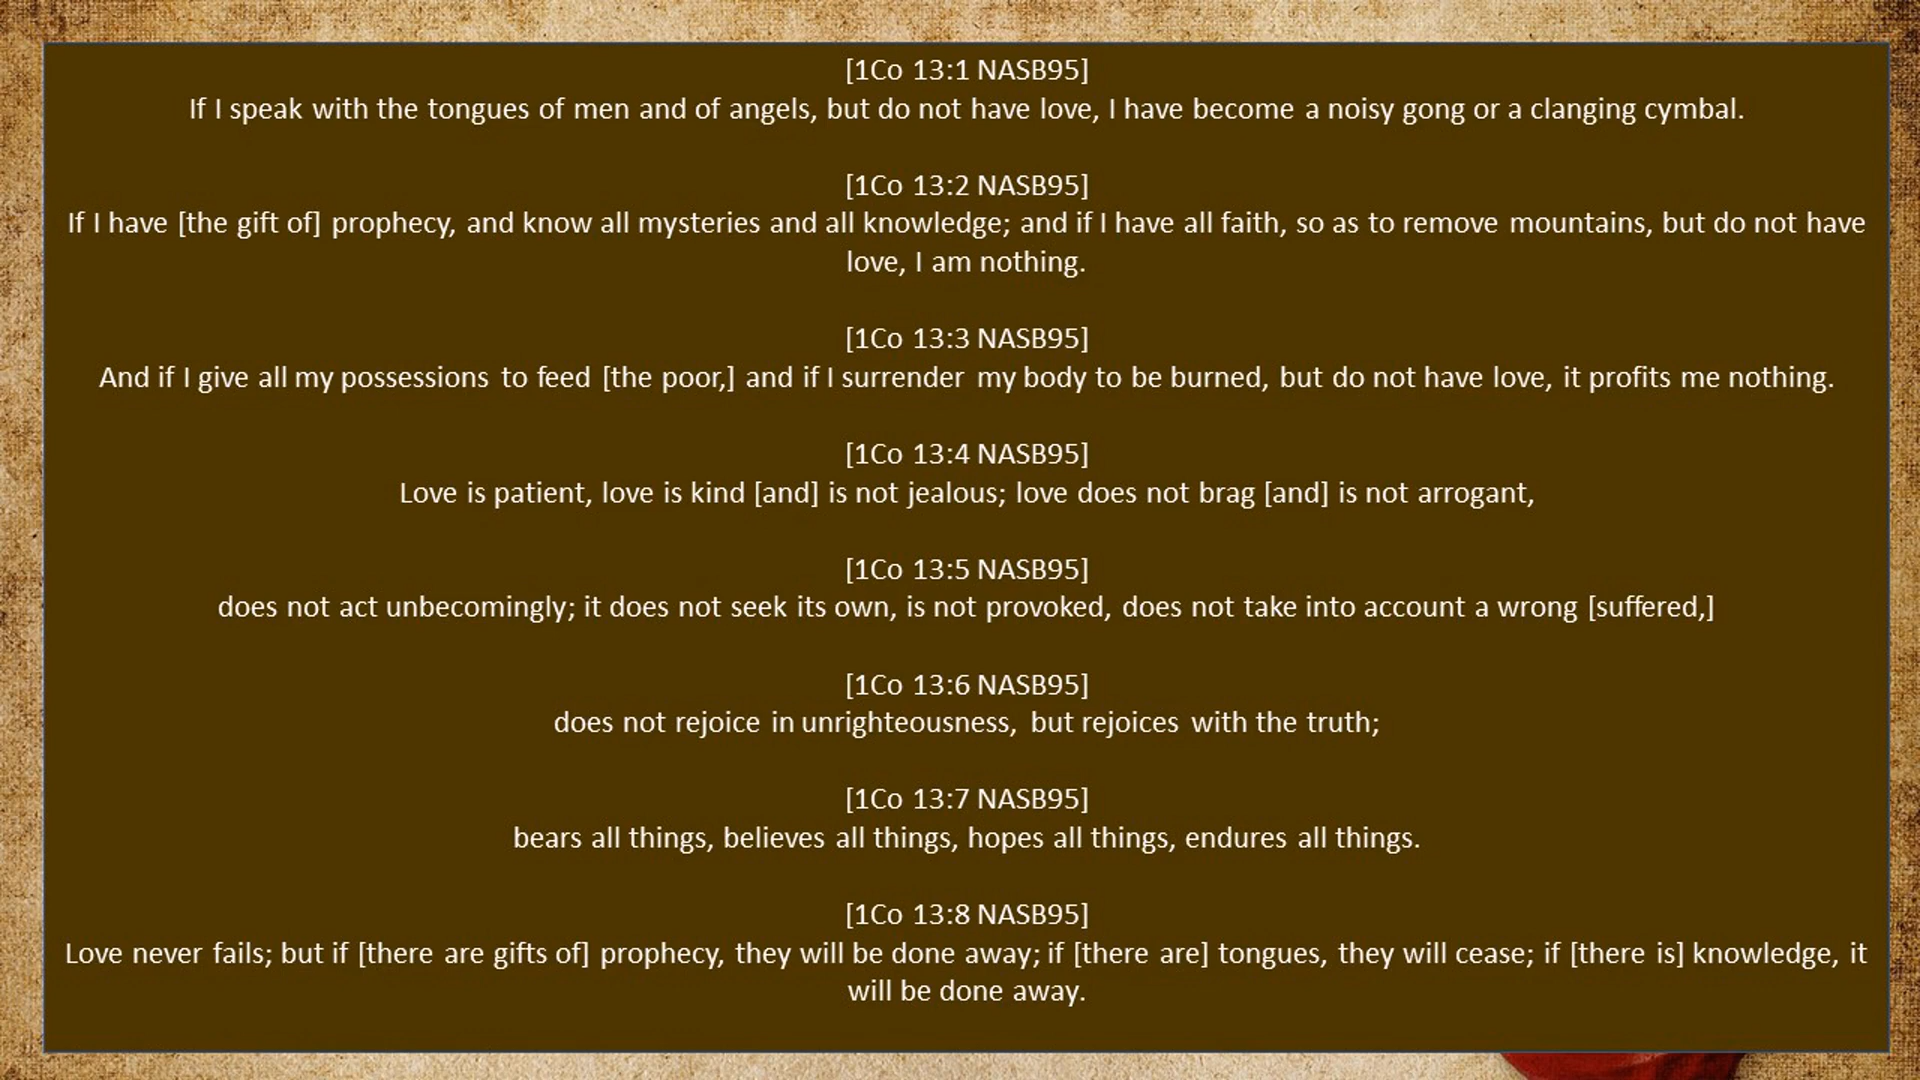 [1Co 13:1 NASB95]
If I speak with the tongues of men and of angels, but do not have love, I have become a noisy gong or a clanging cymbal.
[1Co 13:2 NASB95]
If I have [the gift of] prophecy, and know all mysteries and all knowledge; and if I have all faith, so as to remove mountains, but do not have
love, I am nothing.
[1Co 13:3 NASB95]
And if I give all my possessions to feed [the poor,] and if I surrender my body to be burned, but do not have love, it profits me nothing.
[1Co 13:4 NASB95]
Love is patient, love is kind [and] is not jealous; love does not brag [and] is not arrogant,
[1Co 13:5 NASB95]
does not act unbecomingly; it does not seek its own, is not provoked, does not take into account a wrong [suffered,]
[1Co 13:6 NASB95]
does not rejoice in unrighteousness, but rejoices with the truth;
[1Co 13:7 NASB95]
bears all things, believes all things, hopes all things, endures all things.
[1Co 13:8 NASB95]
Love never fails; but if [there are gifts of] prophecy, they will be done away; if [there are] tongues, they will cease; if [there is] knowledge, it
will be done away.